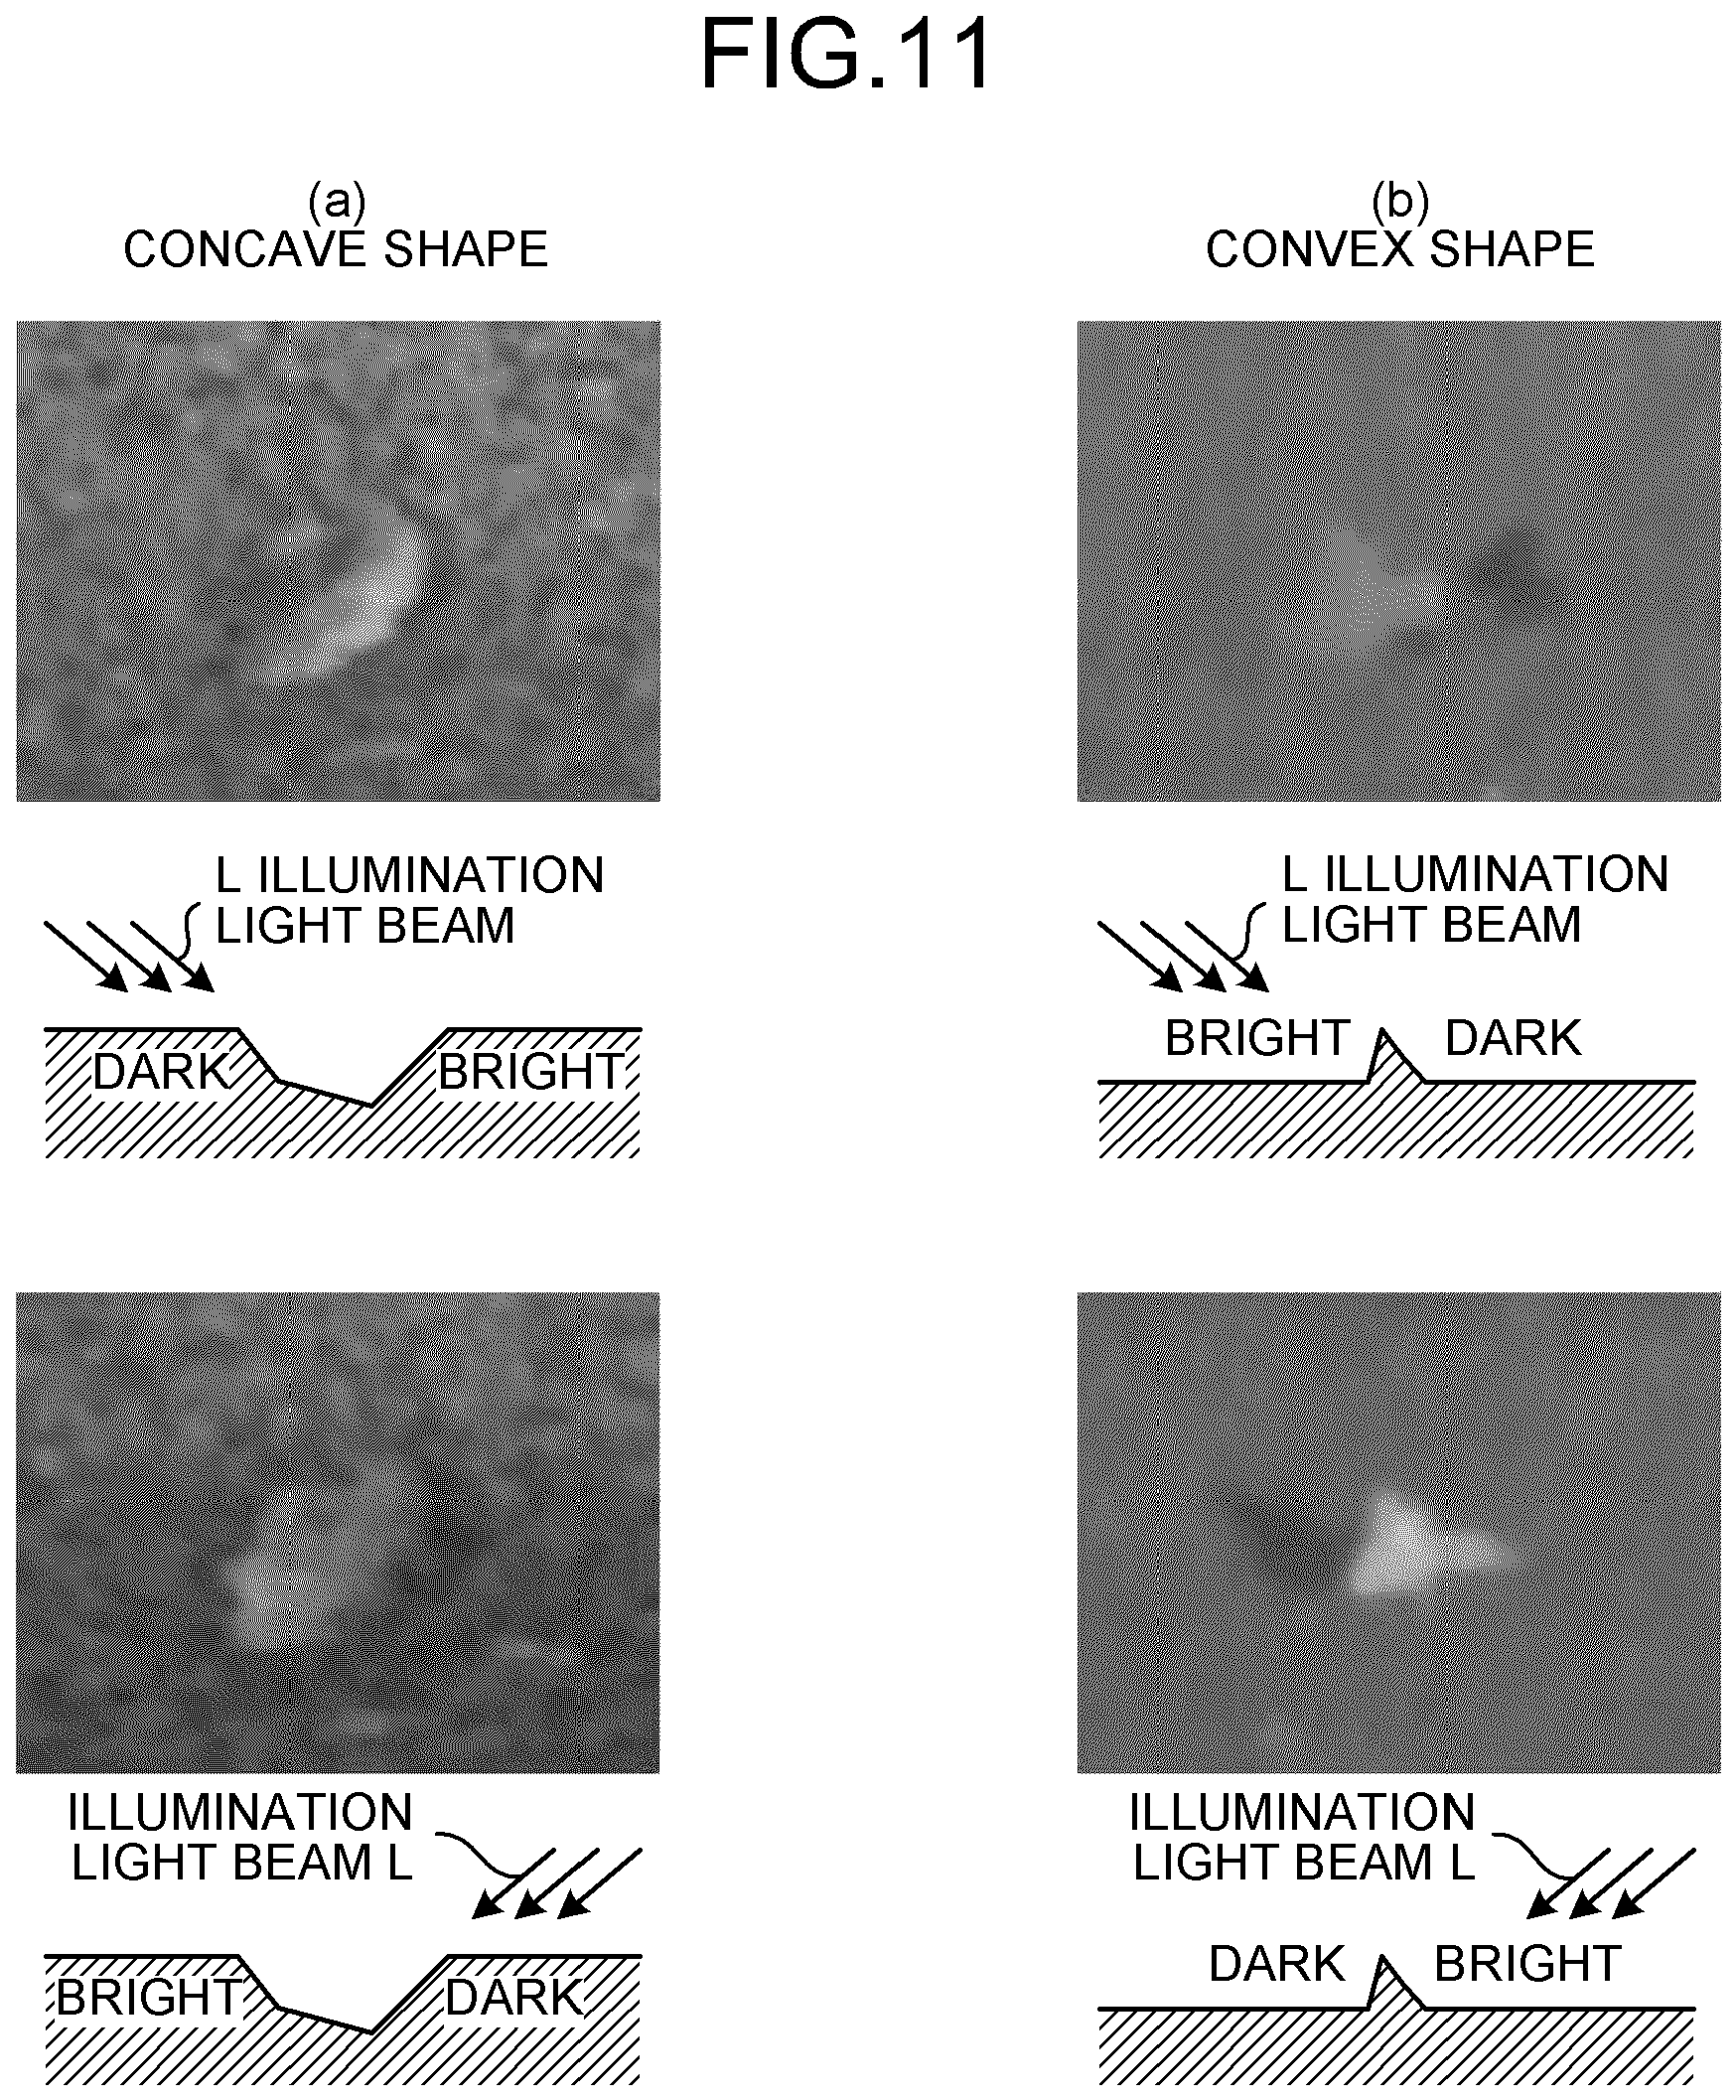 FIG.11
(a)
CONCAVE SHAPE
(b)
CONVEX SHAPE
L ILLUMINATION
LIGHT BEAM
DARK
BRIGHT
L ILLUMINATION
LIGHT BEAM
BRIGHT
DARK
ILLUMINATION
LIGHT BEAM L
BRIGHT
DARK
ILLUMINATION
LIGHT BEAM L
DARK
BRIGHT